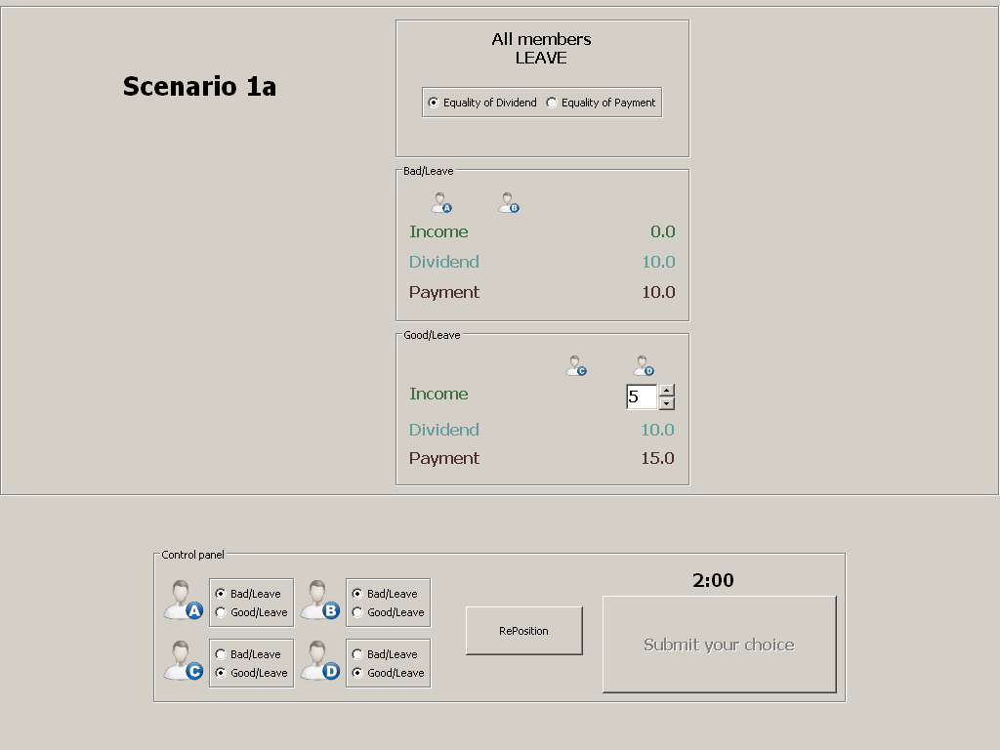 All members
LEAVE
Scenario 1a
Equality of Dividend Equality of Payment
Bad/Leave
A B
Income 0.0
Dividend 10.0
Payment 10.0
Good/Leave
C D
Income 5
Dividend 10.0
Payment 15.0
Control panel
2:00
A Bad/Leave
Good/Leave
B Bad/Leave
Good/Leave
RePosition
Submit your choice
C Bad/Leave
Good/Leave
D Bad/Leave
Good/Leave